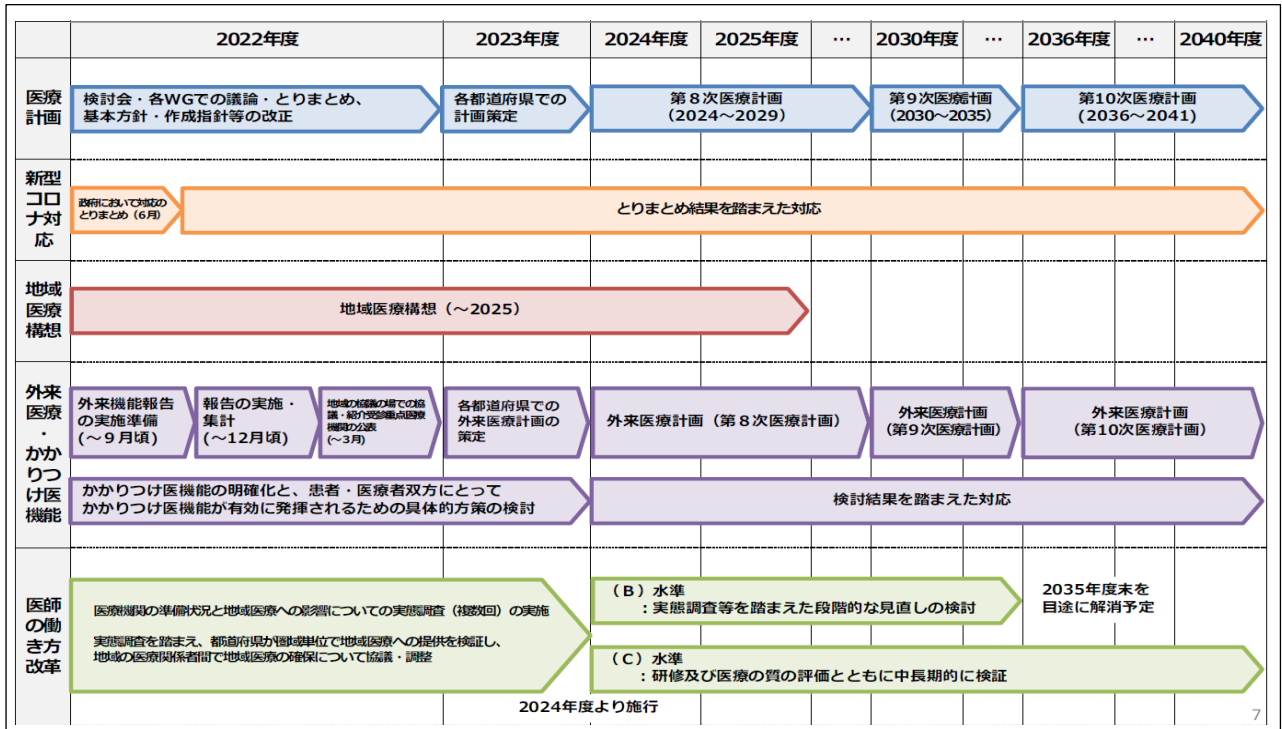 2022年度 2023年度 2024年度 2025年度 … 2030年度 … 2036年度 … 2040年度
医療
計画
検討会・各WGでの議論・とりまとめ、
基本方針・作成指針等の改正
各都道府県での
計画策定
第８次医療計画
（2024～2029）
第９次医療計画
（2030～2035）
第10次医療計画
(2036～2041)
新型
コロ
ナ対
応
政府において対応の
とりまとめ（６月）
とりまとめ結果を踏まえた対応
地域
医療
構想
地域医療構想（～2025）
外来
医療
・
かか
りつ
け医
機能
外来機能報告
の実施準備
(～９月頃)
報告の実施・
集計
(～12月頃)
地域の協議の場での協
議・紹介受診重点医療
機関の公表
(～３月)
各都道府県での
外来医療計画の
策定
外来医療計画（第８次医療計画）
外来医療計画
(第９次医療計画)
外来医療計画
（第10次医療計画）
かかりつけ医機能の明確化と、患者・医療者双方にとって
かかりつけ医機能が有効に発揮されるための具体的方策の検討
検討結果を踏まえた対応
医師
の働
き方
改革
医療機関の準備状況と地域医療への影響についての実態調査（複数回）の実施
実態調査を踏まえ、都道府県が圏域単位で地域医療への提供を検証し、
地域の医療関係者間で地域医療の確保について協議・調整
（Ｂ）水準
：実態調査等を踏まえた段階的な見直しの検討
2035年度末を
目途に解消予定
（Ｃ）水準
：研修及び医療の質の評価とともに中長期的に検証
2024年度より施行
7